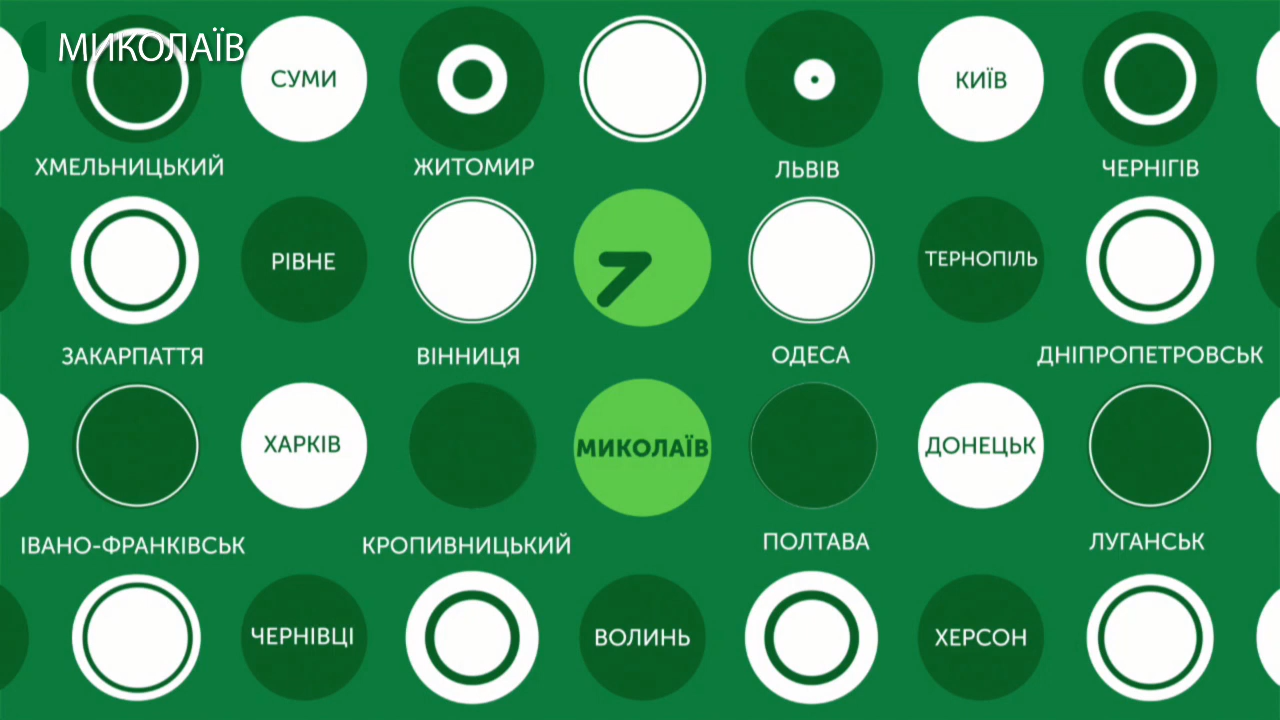 МИКОЛАЇВ
СУМИ
КИЇВ
ХМЕЛЬНИЦЬКИЙ
ЖИТОМИР
ЛЬВІВ
ЧЕРНІГІВ
РІВНЕ
ТЕРНОПІЛЬ
ЗАКАРПАТТЯ
ВІННИЦЯ
ОДЕСА
ДНІПРОПЕТРОВСЬК
ХАРКІВ
МИКОЛАЇВ
ДОНЕЦЬК
ІВАНО-ФРАНКІВСЬК
КРОПИВНИЦЬКИЙ
ПОЛТАВА
ЛУГАНСЬК
ЧЕРНІВЦІ
ВОЛИНЬ
ХЕРСОН